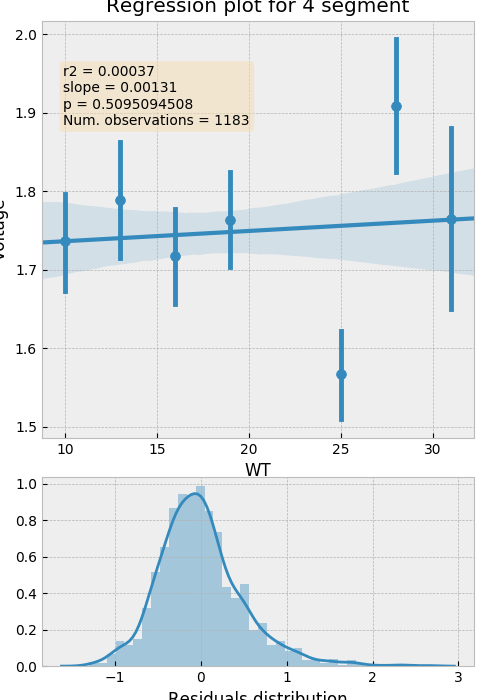 Regression plot for 4 segment
2.0
1.9
1.8
1.7
1.6
1.5
r2 = 0.00037
slope = 0.00131
p = 0.5095094508
Num. observations = 1183
Voltage
10 15 20 25 30
WT
1.0
0.8
0.6
0.4
0.2
0.0
−1 0 1 2 3
Residuals distribution